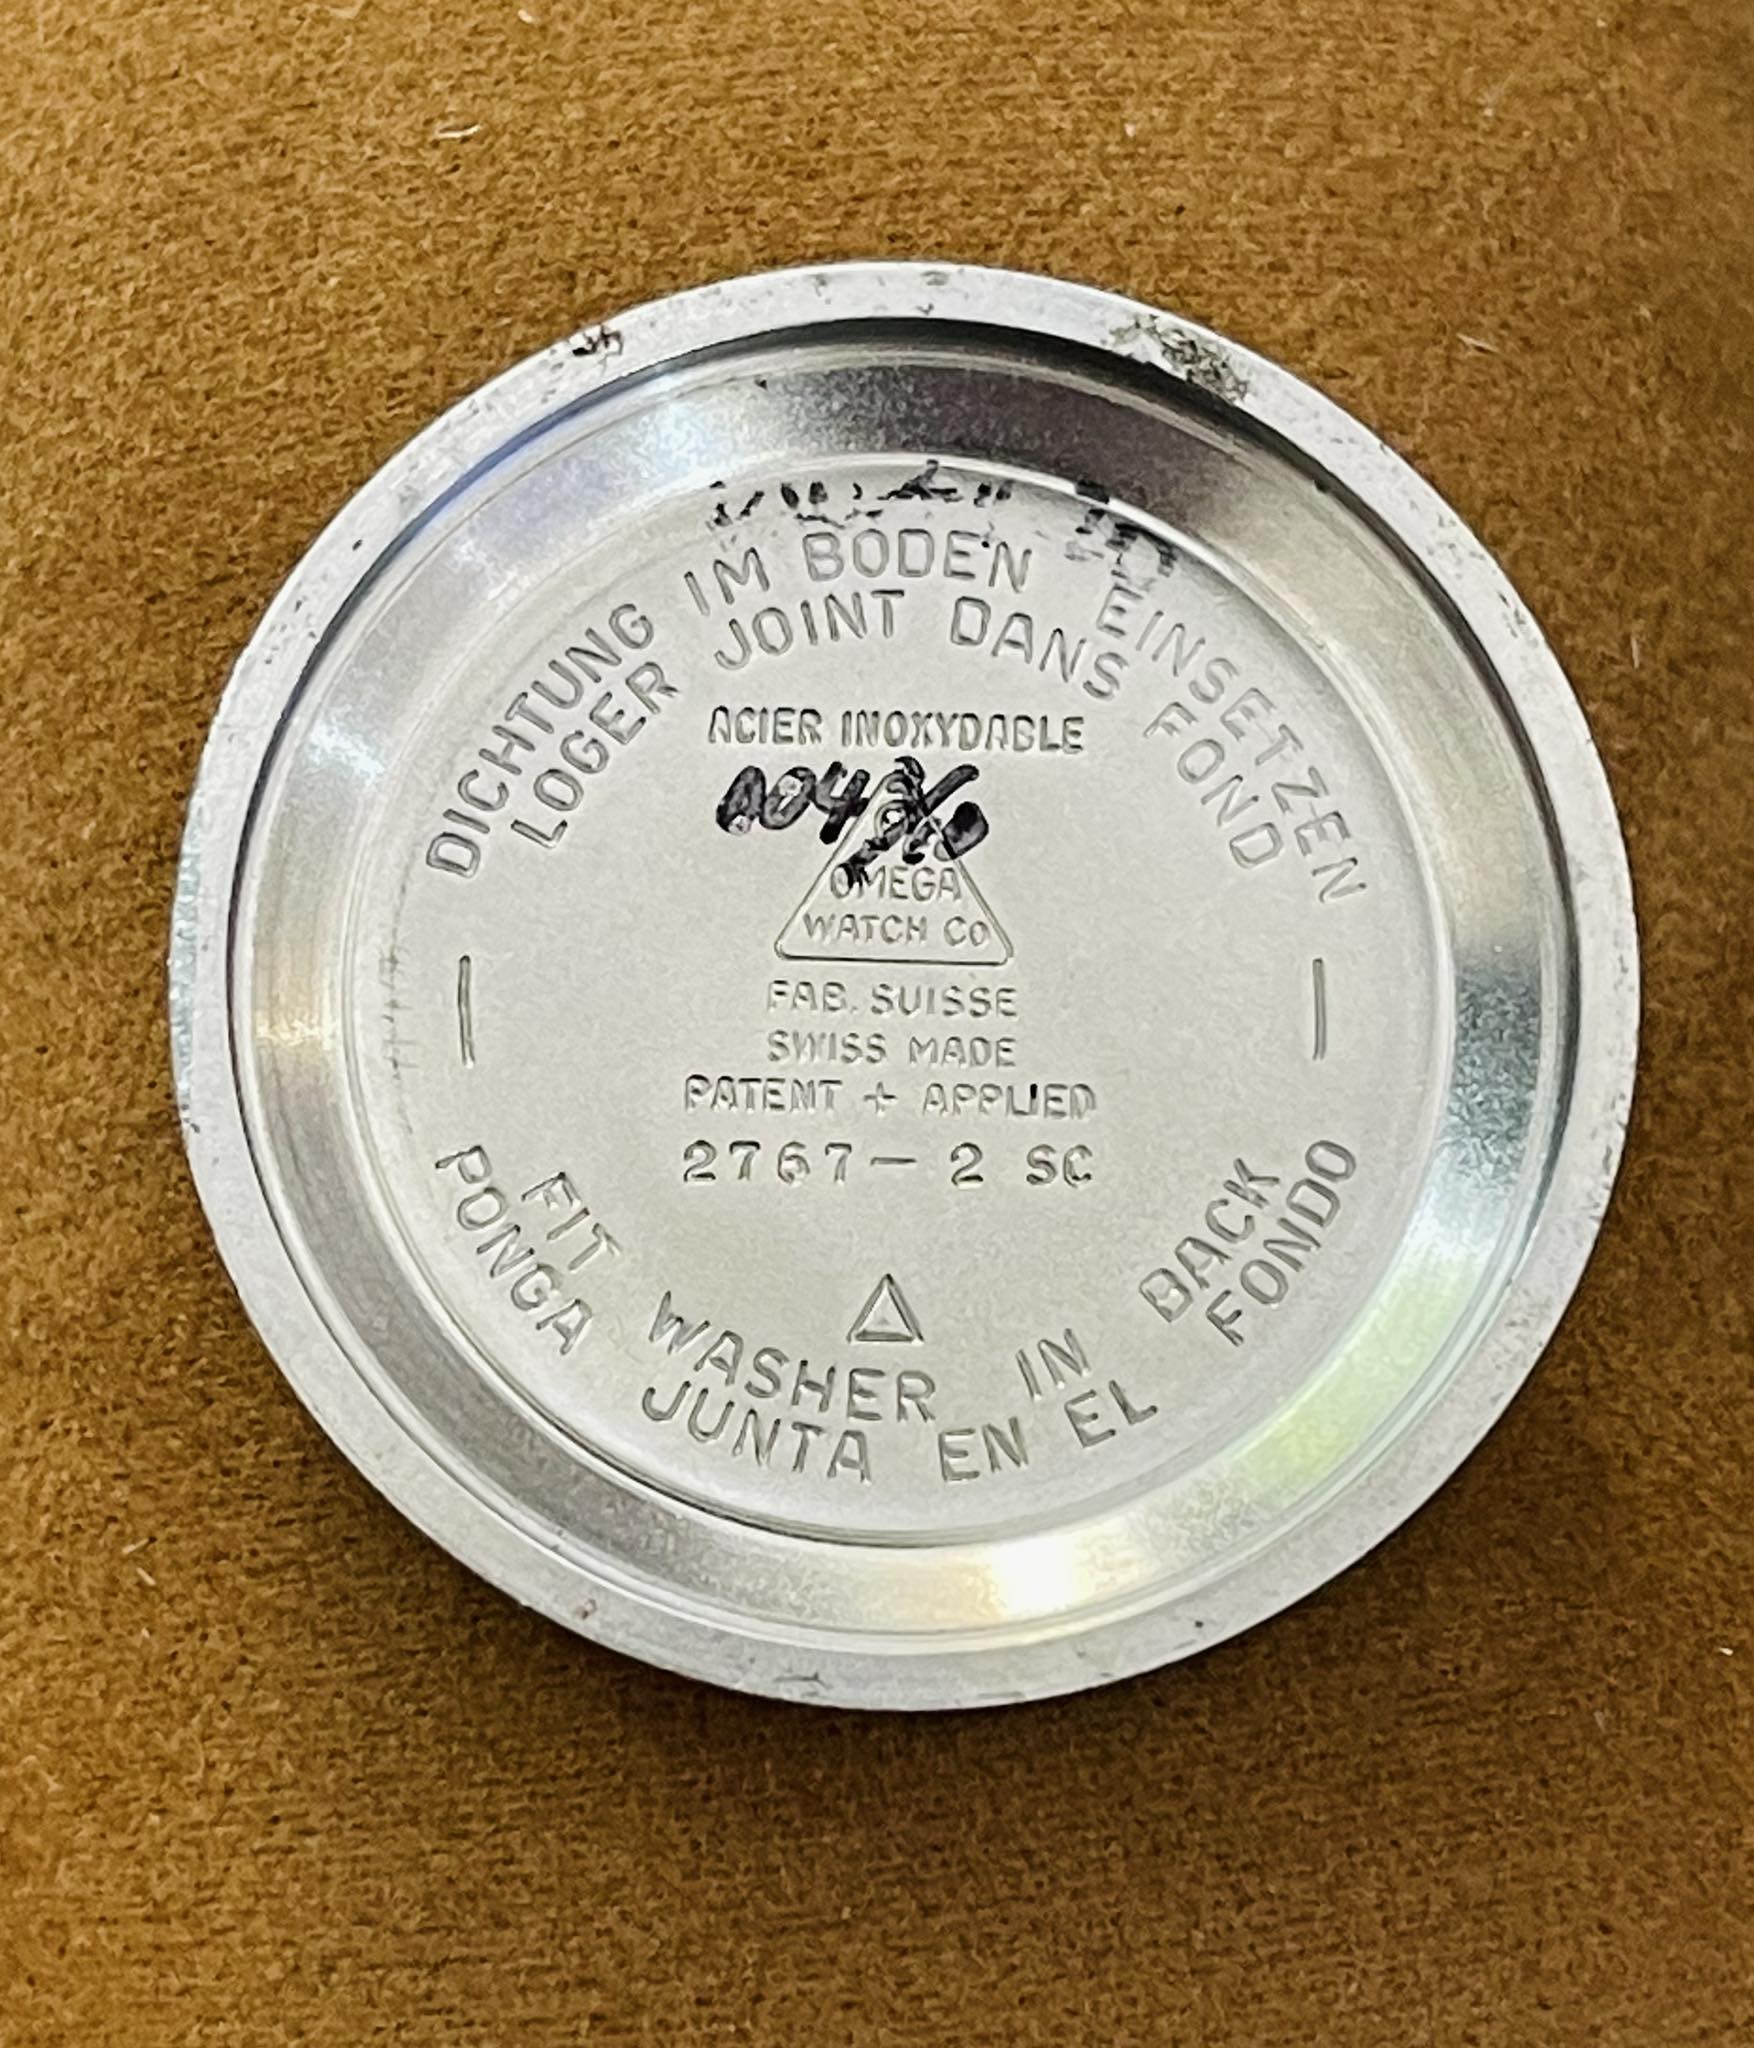 DICHTUNG IM BODEN EINSETZEN
LOGER JOINT DANS FOND
ACIER INOXYDABLE
OMEGA
WATCH Co
FAB. SUISSE
SWISS MADE
PATENT + APPLIED
2767-2 SC
FIT WASHER IN BACK
PONGA JUNTA EN EL FONDO